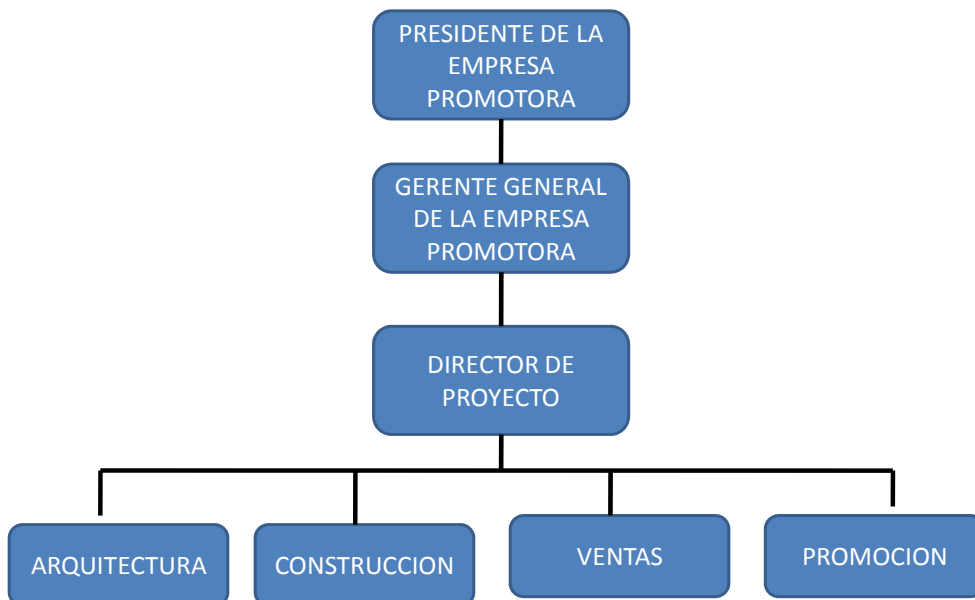 PRESIDENTE DE LA
EMPRESA
PROMOTORA
GERENTE GENERAL
DE LA EMPRESA
PROMOTORA
DIRECTOR DE
PROYECTO
ARQUITECTURA
CONSTRUCCION
VENTAS
PROMOCION